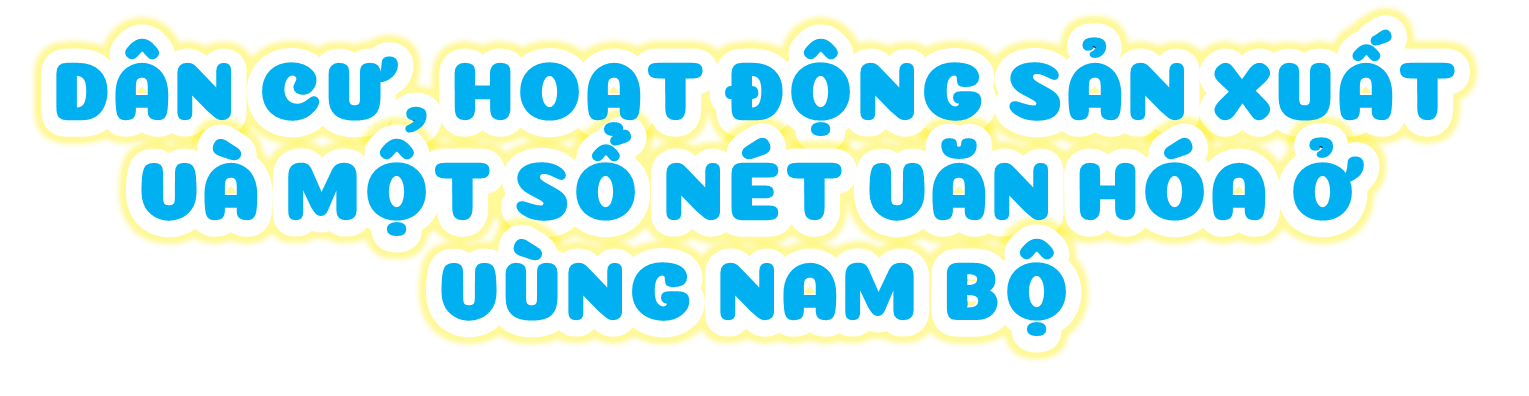 DÂN CƯ, HOẠT ĐỘNG SẢN XUẤT
VÀ MỘT SỐ NÉT VĂN HÓA Ở
VÙNG NAM BỘ